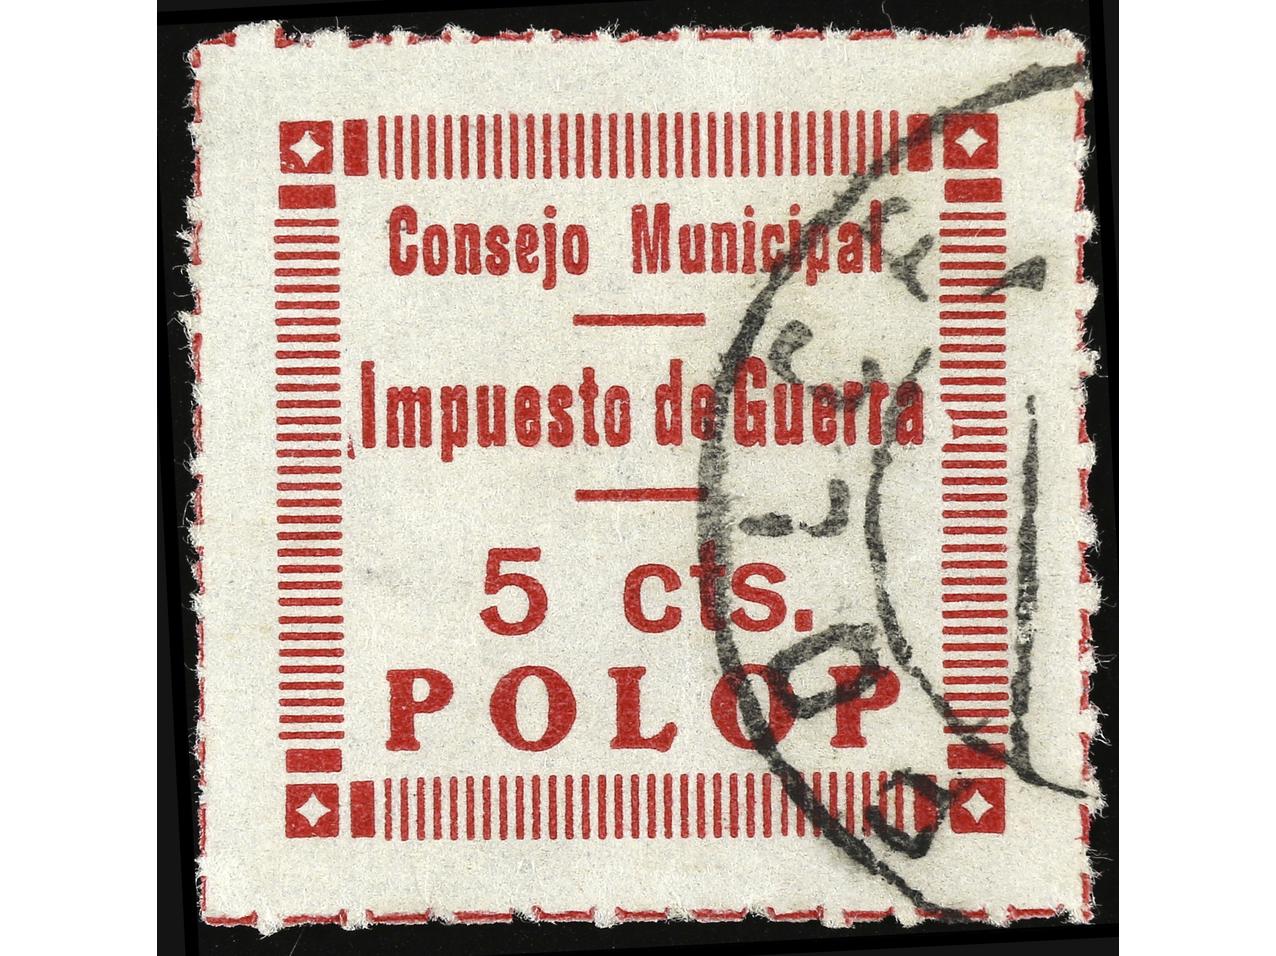 Consejo Municipal
Impuesto de Guerra
5 cts.
POLOP